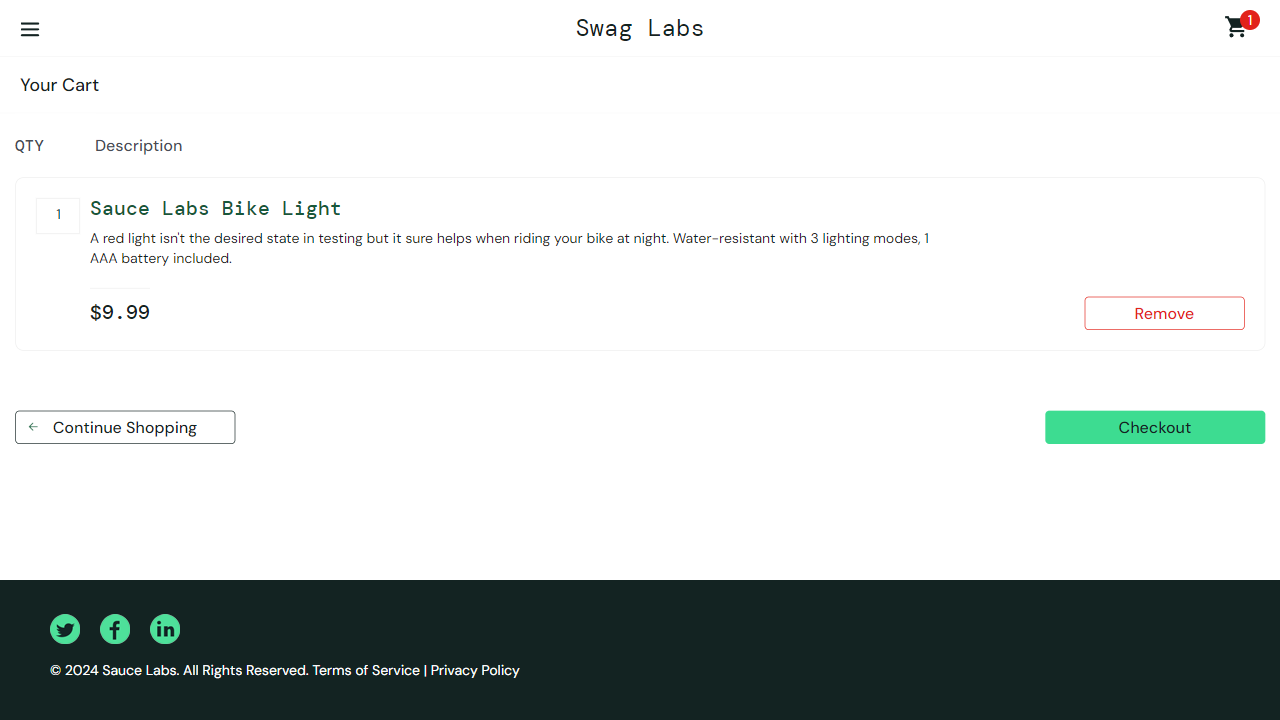 Swag Labs
1
Your Cart
QTY Description
1
Sauce Labs Bike Light
A red light isn't the desired state in testing but it sure helps when riding your bike at night. Water-resistant with 3 lighting modes, 1
AAA battery included.
$9.99
Remove
Continue Shopping
Checkout
© 2024 Sauce Labs. All Rights Reserved. Terms of Service | Privacy Policy